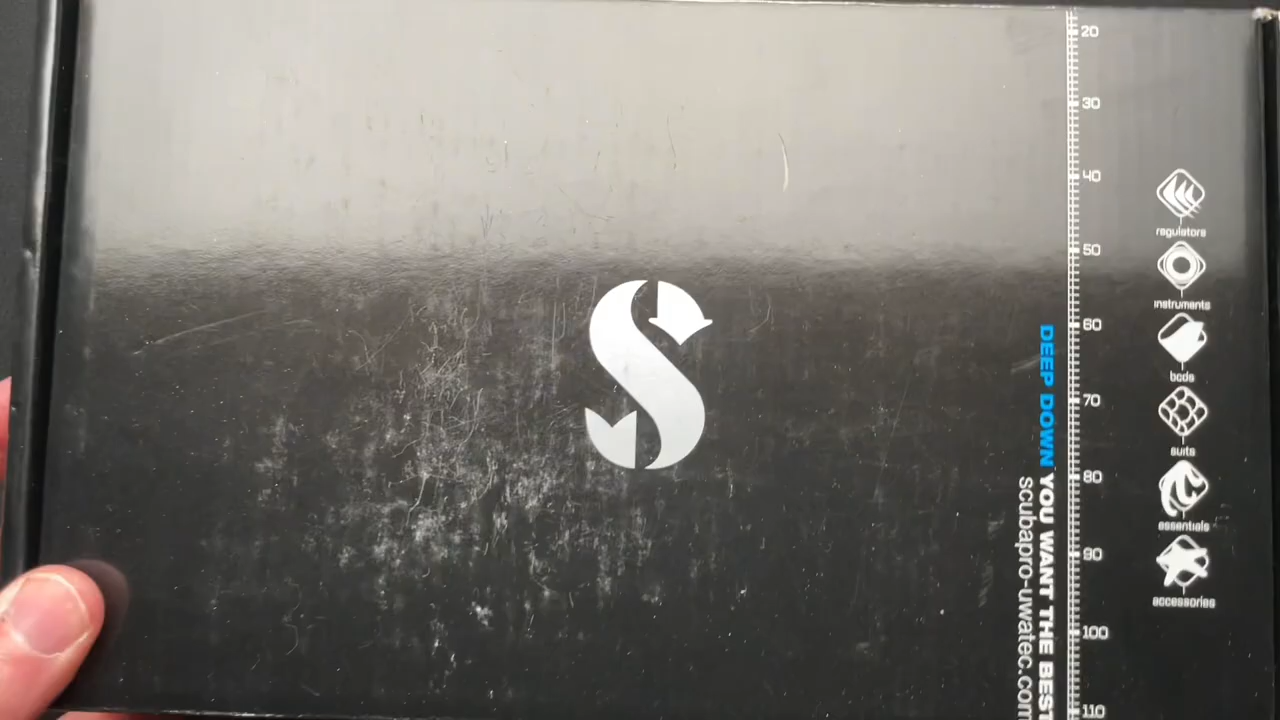 S
DEEP DOWN YOU WANT THE BEST
scubapro-uwatec.com
20
30
40
50
60
70
80
90
100
110
regulators
instruments
bcds
suits
essentials
accessories